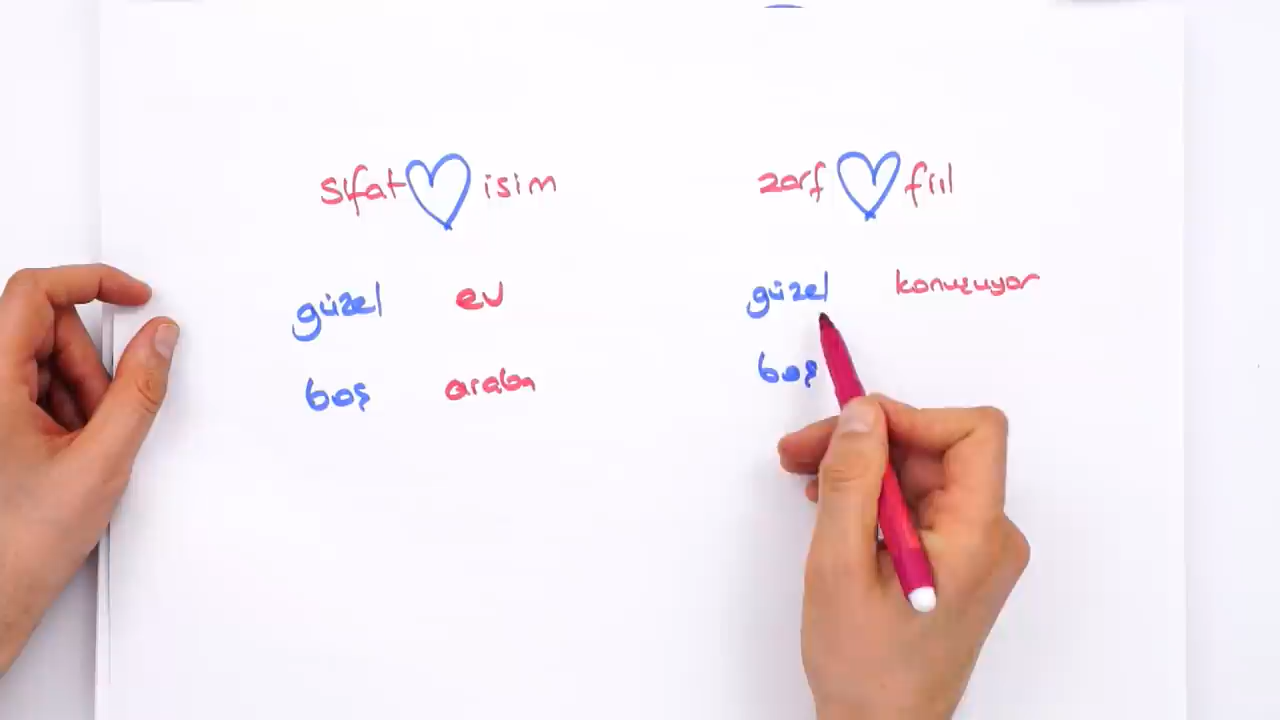 sıfat isim
güzel ev
boş araba
zarf fiil
güzel konuşuyor
boş